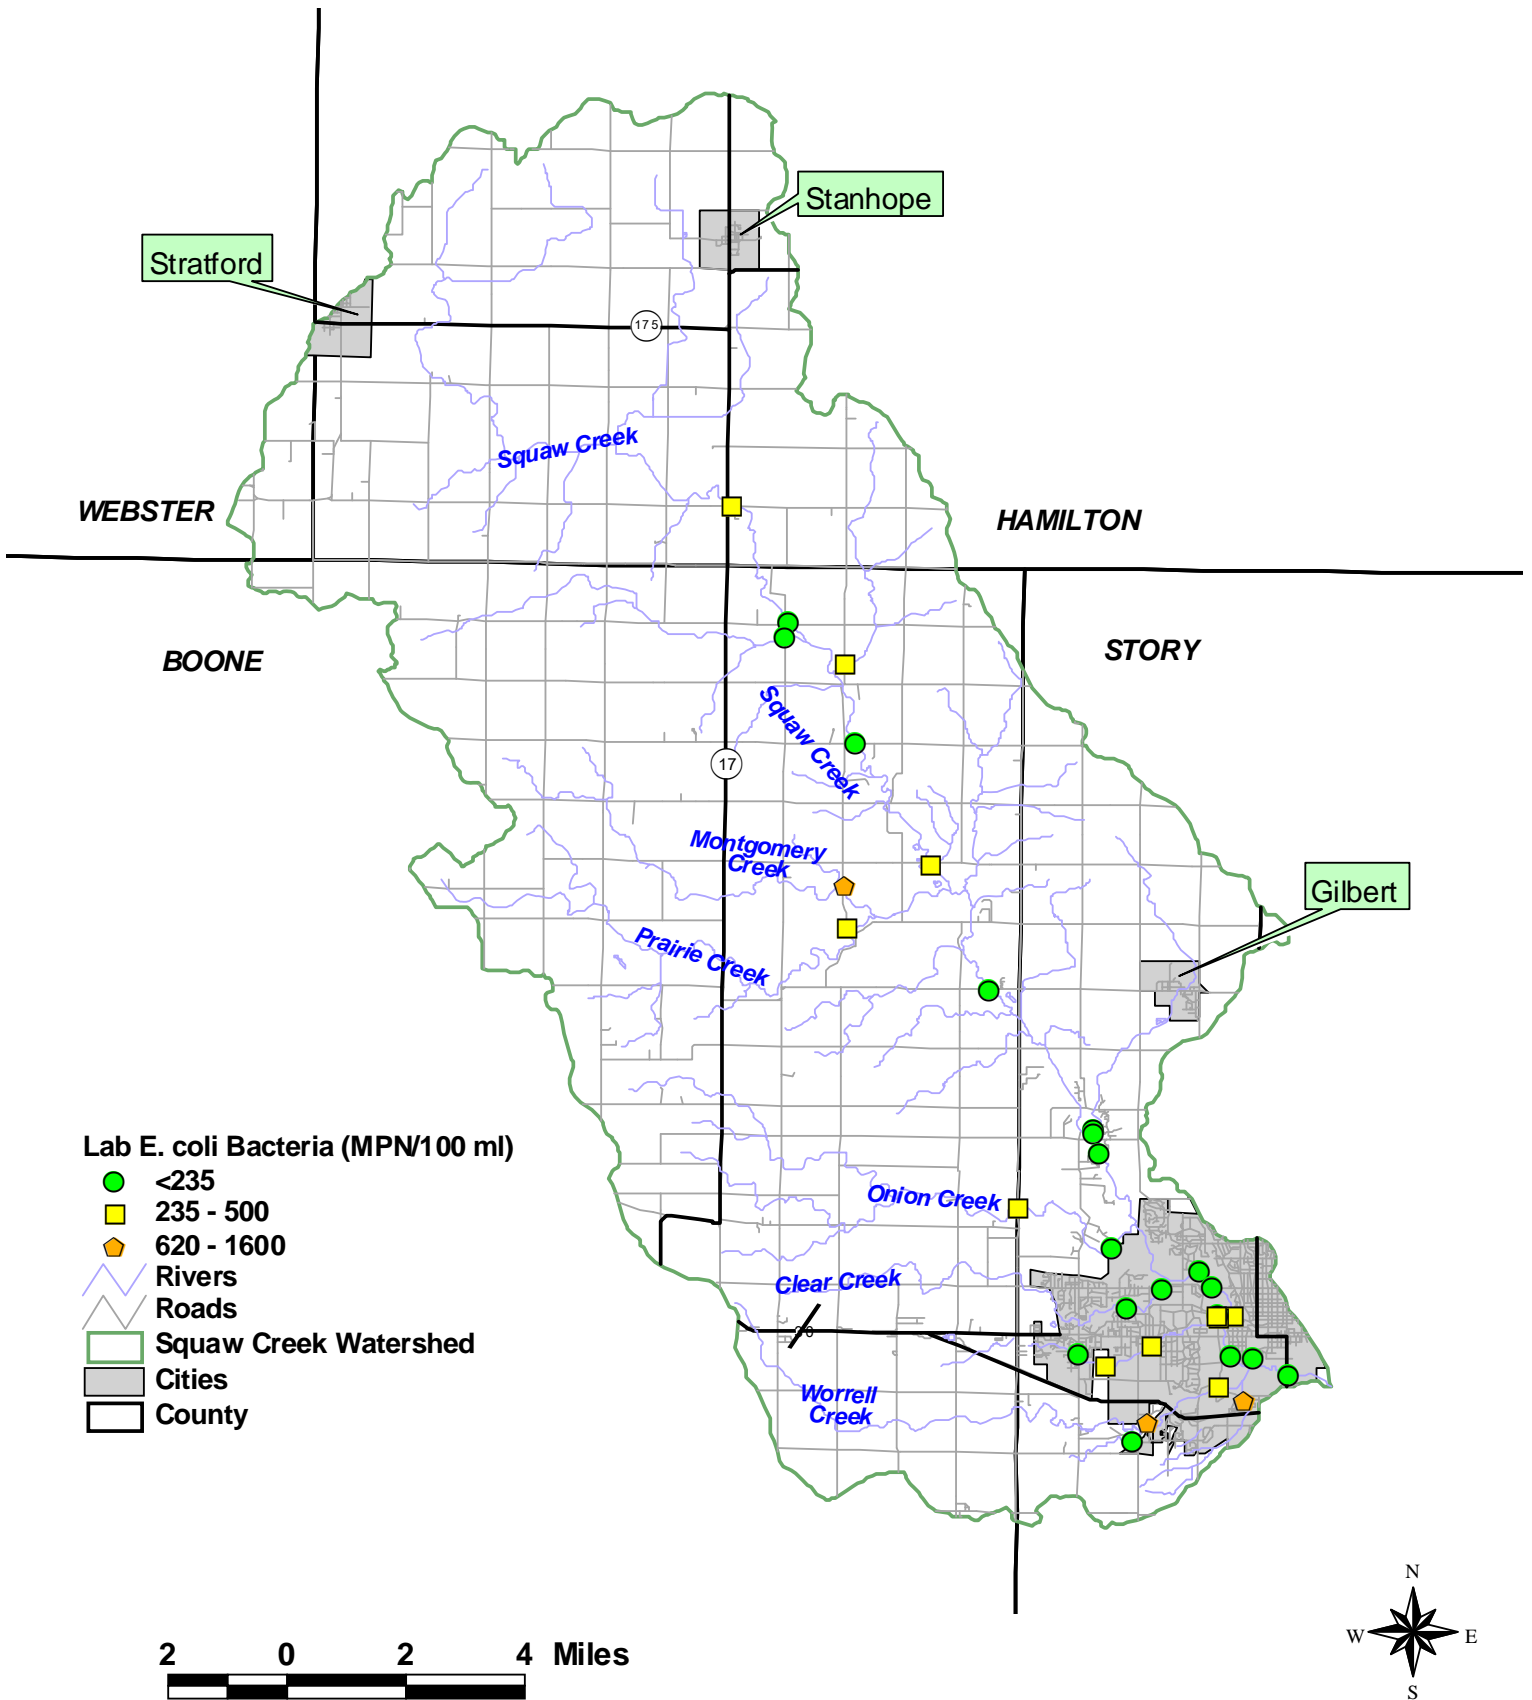 Stanhope
Stratford
175
Squaw Creek
WEBSTER
HAMILTON
BOONE
STORY
Squaw Creek
17
Montgomery
Creek
Gilbert
Prairie Creek
Lab E. coli Bacteria (MPN/100 ml)
<235
235 - 500
620 - 1600
Rivers
Roads
Squaw Creek Watershed
Cities
County
Onion Creek
Clear Creek
Worrell
Creek
N
W
E
S
2 0 2 4 Miles